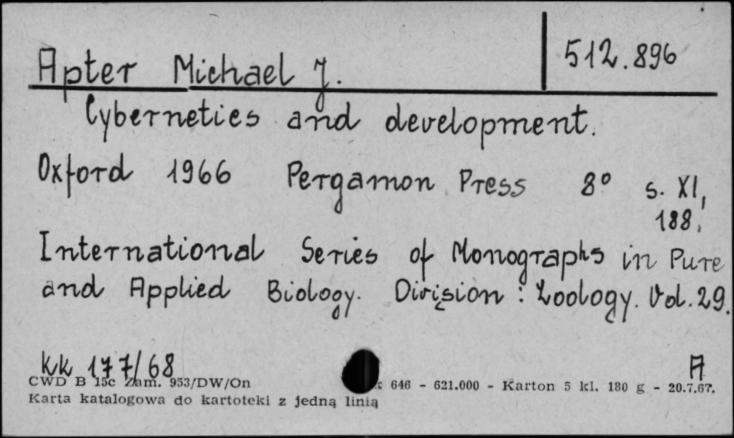 Apter Michael J. 512.896
Cybernetics and development.
Oxford 1966 Pergamon Press 8° s. XI,
188.
International Series of Monographs in Pure
and Applied Biology. Division: Zoology. Vol. 29.
kk 177/68 A
CWD B 15c Zam. 953/DW/On 646 - 621.000 - Karton 5 kl. 180 g - 20.7.67.
Karta katalogowa do kartoteki z jedną linią